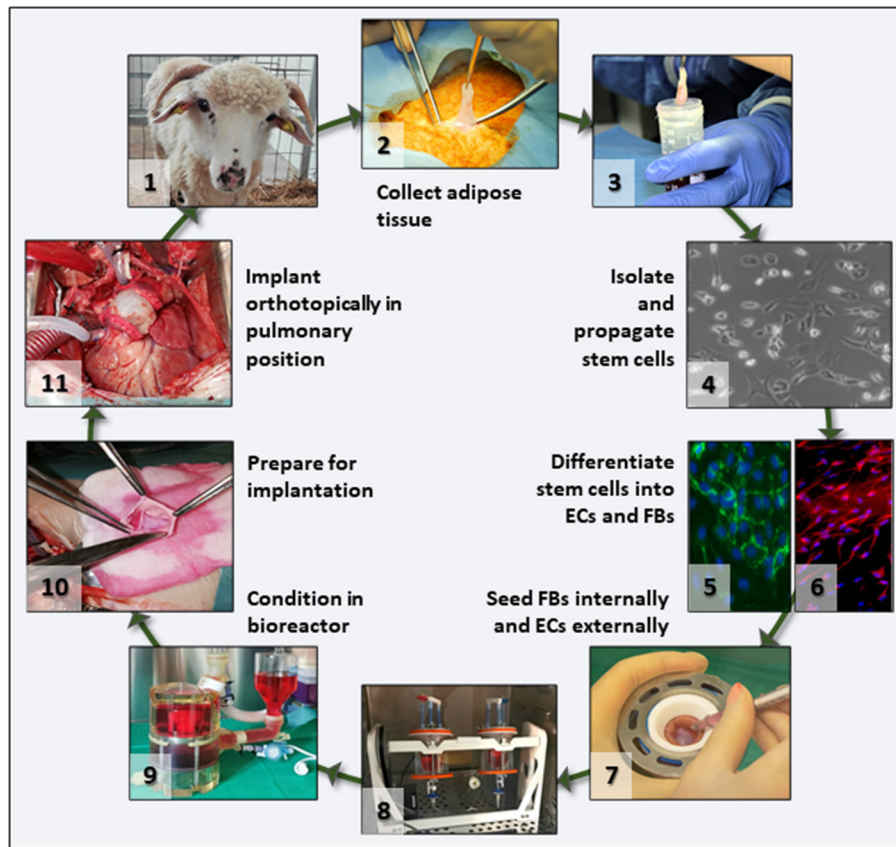 1
2
3
Collect adipose
tissue
Isolate
and
propagate
stem cells
4
Differentiate
stem cells into
ECs and FBs
5
6
Seed FBs internally
and ECs externally
7
8
9
Condition in
bioreactor
10
Prepare for
implantation
11
Implant
orthotopically in
pulmonary
position